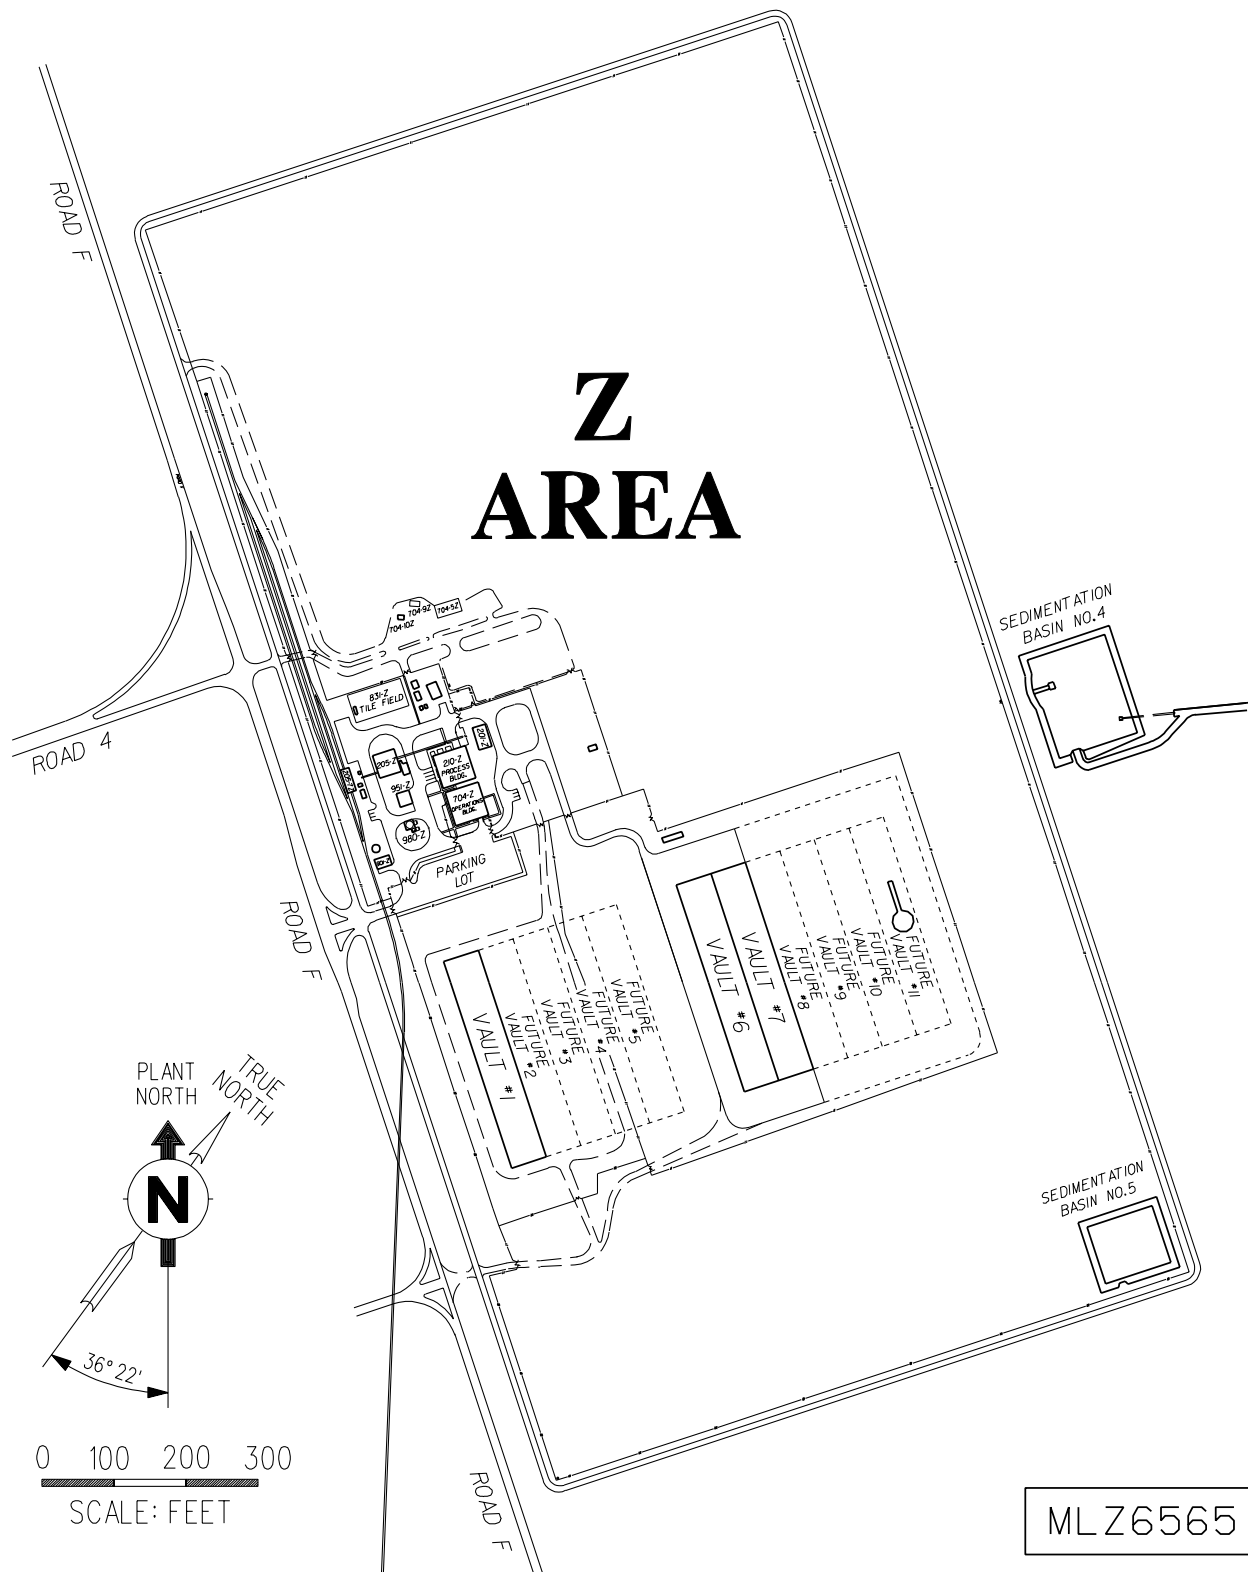 ROAD F
Z
AREA
SEDIMENTATION
BASIN NO.4
704-9Z
704-5Z
704-10Z
831-Z
TILE FIELD
ROAD 4
201-Z
205-Z
210-Z
PROCESS
BLDG.
951-Z
704-Z
OPERATIONS
BLDG.
980-Z
PARKING
LOT
ROAD F
VAULT #6
VAULT #7
FUTURE
VAULT #8
FUTURE
VAULT #9
FUTURE
VAULT #10
FUTURE
VAULT #11
VAULT #1
FUTURE
VAULT #2
FUTURE
VAULT #3
FUTURE
VAULT #4
FUTURE
VAULT #5
PLANT
NORTH
TRUE
NORTH
N
36° 22'
SEDIMENTATION
BASIN NO.5
0 100 200 300
SCALE: FEET
ROAD F
MLZ6565